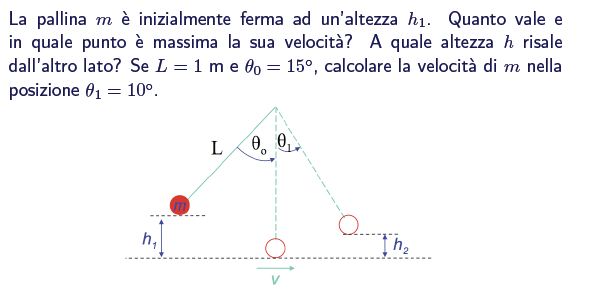 La pallina m è inizialmente ferma ad un'altezza h₁. Quanto vale e
in quale punto è massima la sua velocità? A quale altezza h risale
dall'altro lato? Se L = 1 m e θ₀ = 15°, calcolare la velocità di m nella
posizione θ₁ = 10°.
L θ₀ θ₁
m
h₁ h₂
v